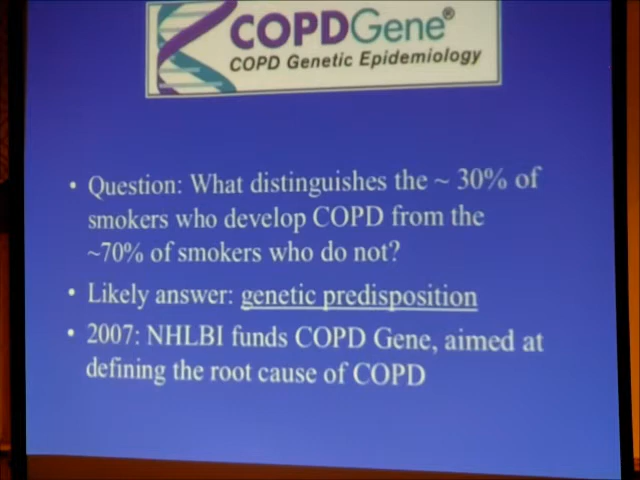 COPDGene®
COPD Genetic Epidemiology
• Question: What distinguishes the ~ 30% of
smokers who develop COPD from the
~70% of smokers who do not?
• Likely answer: genetic predisposition
• 2007: NHLBI funds COPD Gene, aimed at
defining the root cause of COPD